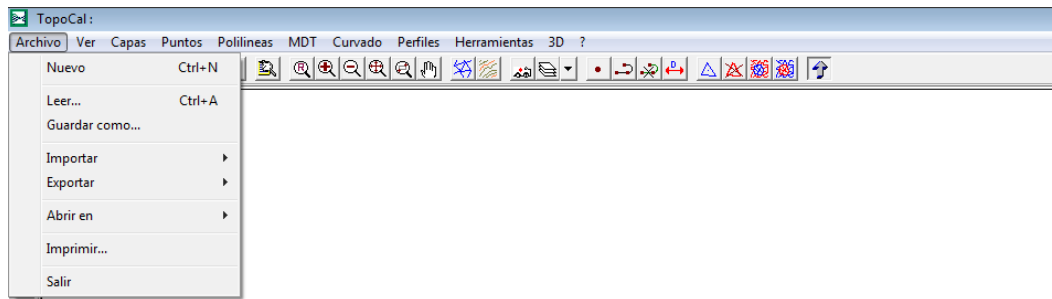 TopoCal:
Archivo Ver Capas Puntos Polilineas MDT Curvado Perfiles Herramientas 3D ?
Nuevo Ctrl+N
Leer... Ctrl+A
Guardar como...
Importar
Exportar
Abrir en
Imprimir...
Salir